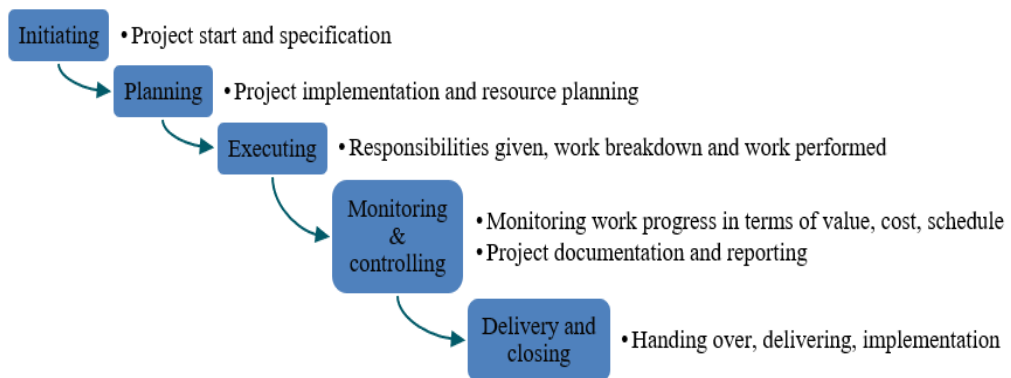 Initiating
• Project start and specification
Planning
• Project implementation and resource planning
Executing
• Responsibilities given, work breakdown and work performed
Monitoring
&
controlling
• Monitoring work progress in terms of value, cost, schedule
• Project documentation and reporting
Delivery and
closing
• Handing over, delivering, implementation